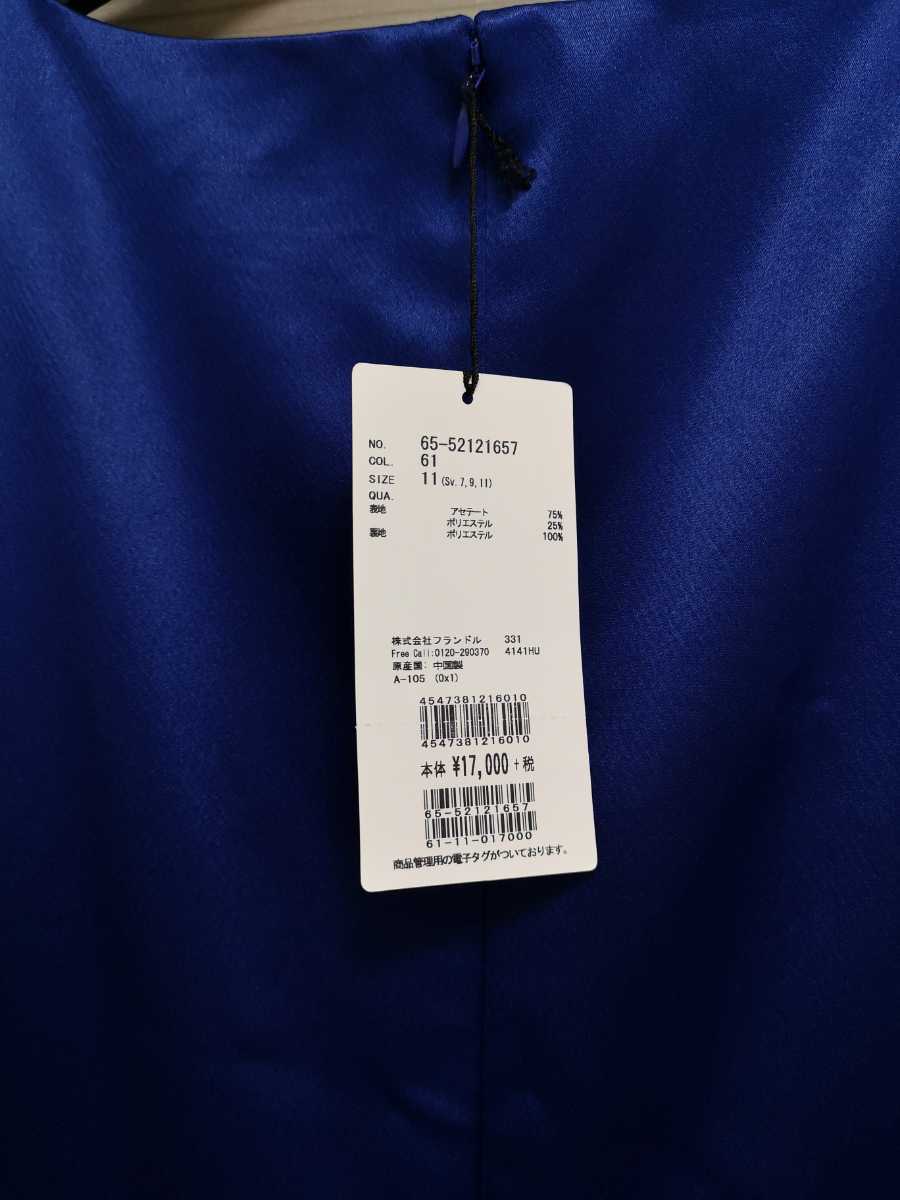 NO. 65-52121657
COL. 61
SIZE 11 (Sv. 7, 9, 11)
QUA.
表地 アセテート 75%
ポリエステル 25%
裏地 ポリエステル 100%
株式会社フランドル 331
Free Call:0120-290370 4141HU
原産国: 中国製
A-105 (0x1)
4547381216010
4547381216010
本体 ¥17,000 +税
65-52121657
61-11-017000
商品管理用の電子タグがついております。